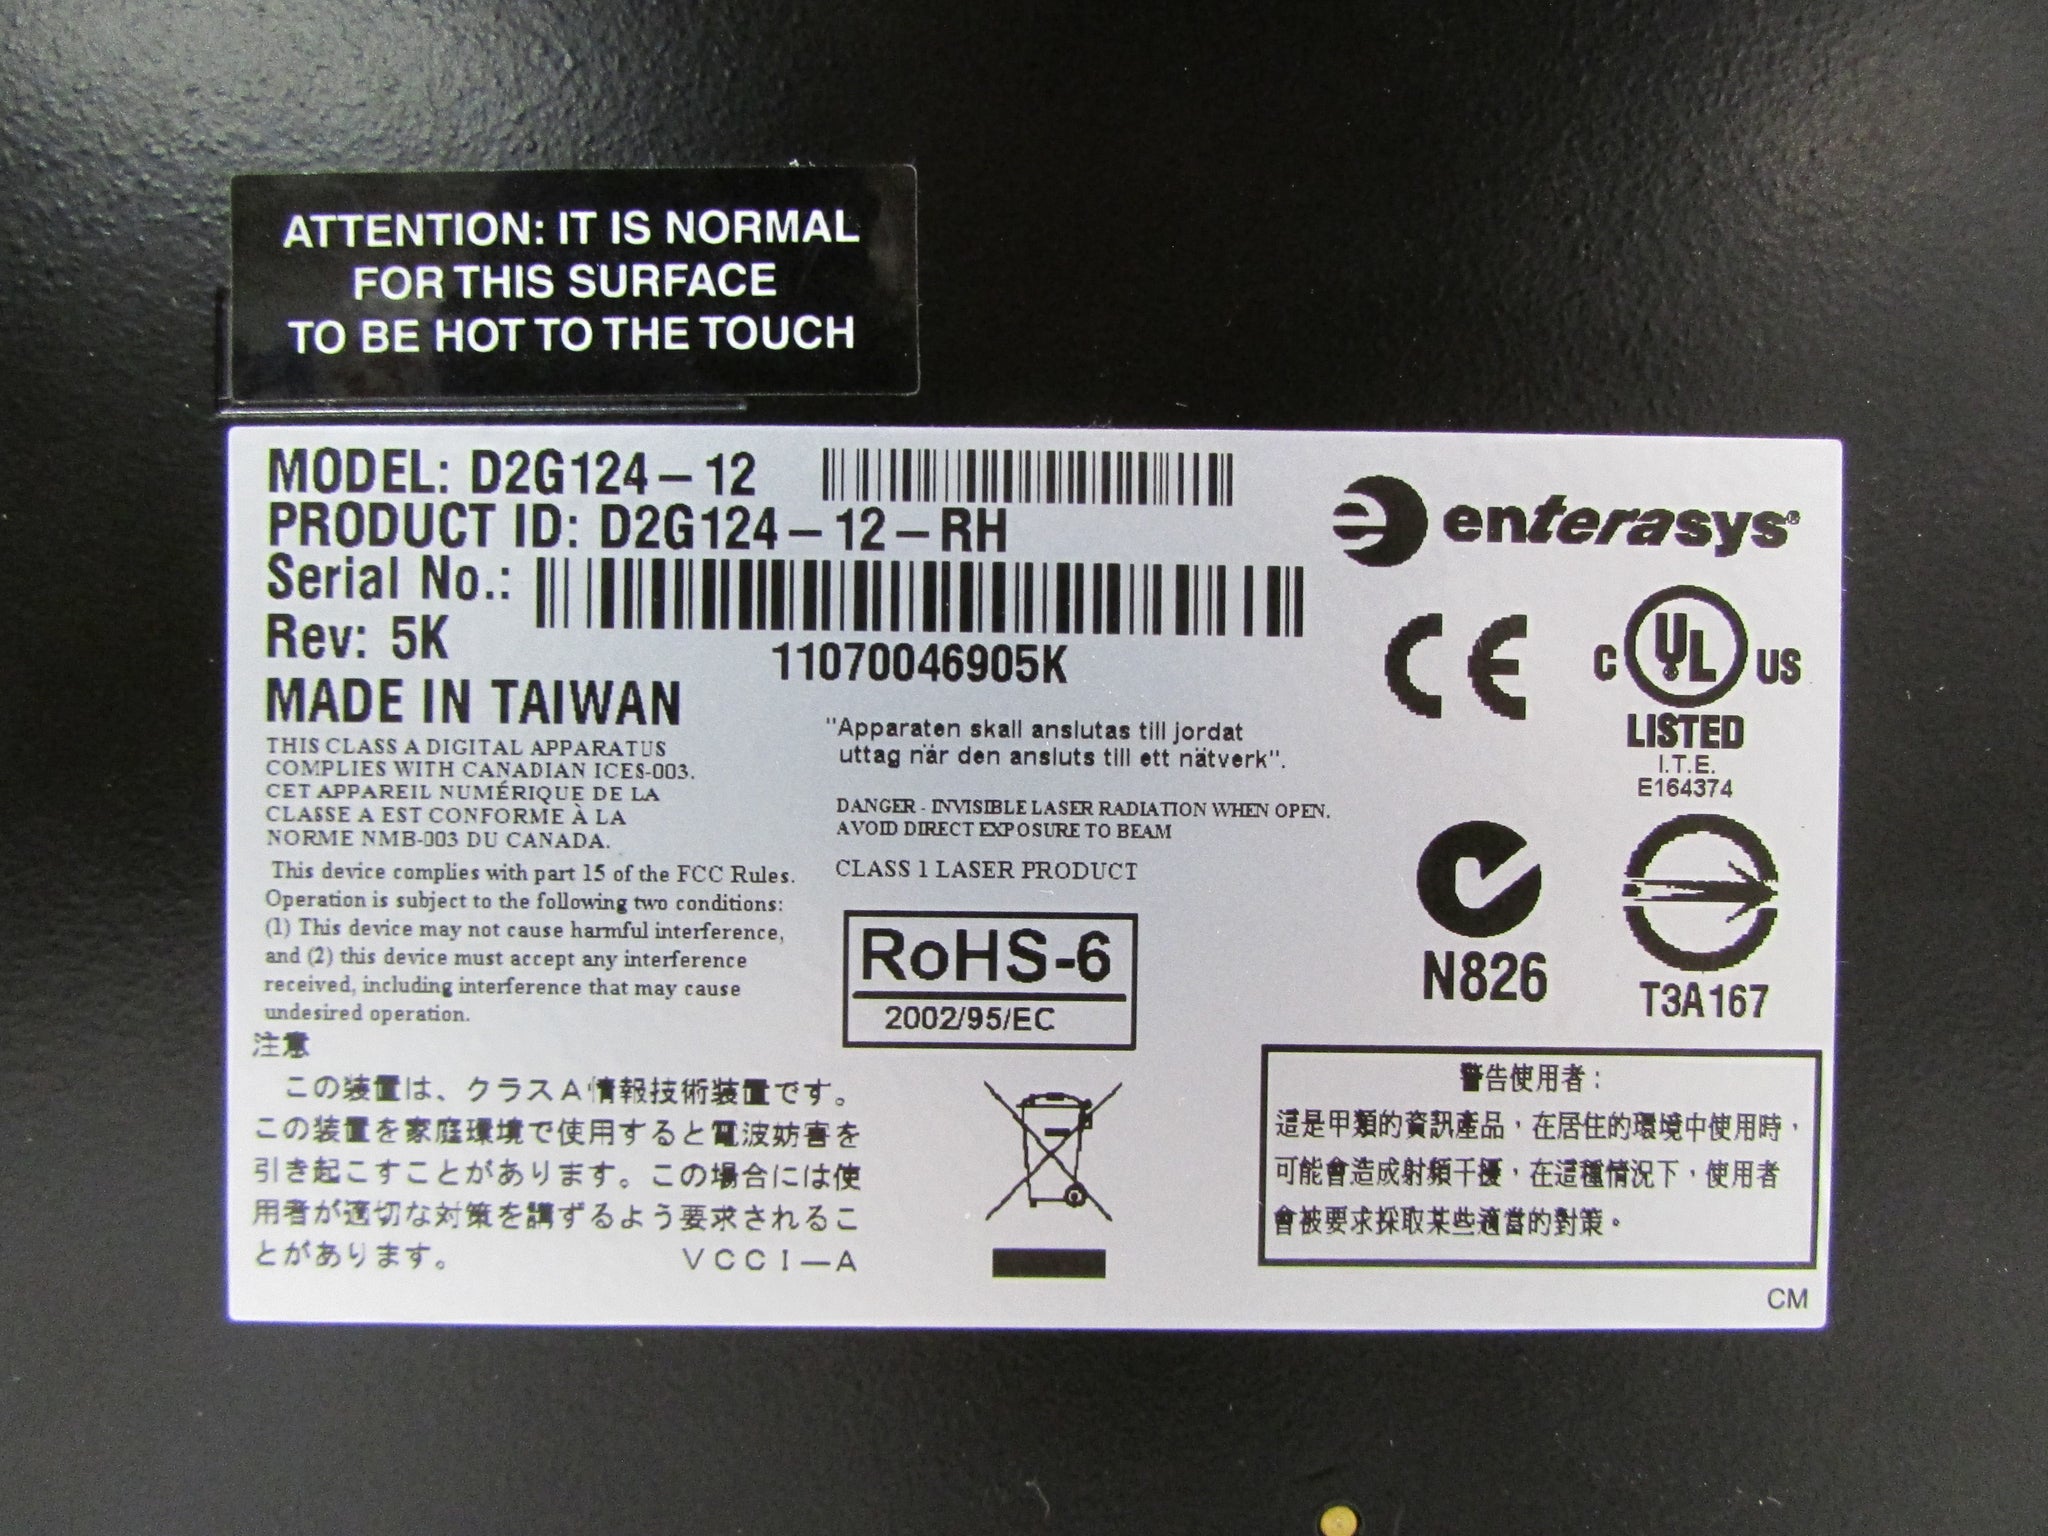 ATTENTION: IT IS NORMAL
FOR THIS SURFACE
TO BE HOT TO THE TOUCH
MODEL: D2G124-12
PRODUCT ID: D2G124-12-RH
Serial No.:
11070046905K
Rev: 5K
MADE IN TAIWAN
THIS CLASS A DIGITAL APPARATUS
COMPLIES WITH CANADIAN ICES-003.
CET APPAREIL NUMÉRIQUE DE LA
CLASSE A EST CONFORME À LA
NORME NMB-003 DU CANADA.
This device complies with part 15 of the FCC Rules.
Operation is subject to the following two conditions:
(1) This device may not cause harmful interference,
and (2) this device must accept any interference
received, including interference that may cause
undesired operation.
注意
この装置は、クラスA情報技術装置です。
この装置を家庭環境で使用すると電波妨害を
引き起こすことがあります。この場合には使
用者が適切な対策を講ずるよう要求されるこ
とがあります。 VCCI-A
"Apparaten skall anslutas till jordat
uttag när den ansluts till ett nätverk".
DANGER - INVISIBLE LASER RADIATION WHEN OPEN.
AVOID DIRECT EXPOSURE TO BEAM
CLASS 1 LASER PRODUCT
RoHS-6
2002/95/EC
enterasys®
CE
C UL US
LISTED
I.T.E.
E164374
N826
T3A167
警告使用者：
這是甲類的資訊產品，在居住的環境中使用時，
可能會造成射頻干擾，在這種情況下，使用者
會被要求採取某些適當的對策。
CM